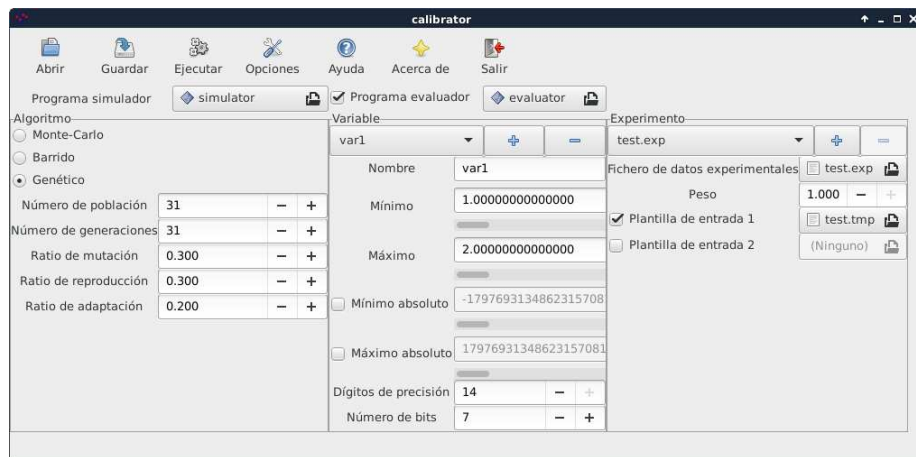 calibrator
Abrir Guardar Ejecutar Opciones Ayuda Acerca de Salir
Programa simulador simulator Programa evaluador evaluator
Algoritmo
Monte-Carlo
Barrido
Genético
Número de población 31 − +
Número de generaciones 31 − +
Ratio de mutación 0.300 − +
Ratio de reproducción 0.300 − +
Ratio de adaptación 0.200 − +
Variable
var1
Nombre var1
Mínimo 1.00000000000000
Máximo 2.00000000000000
Mínimo absoluto -1797693134862315708
Máximo absoluto 17976931348623157081
Dígitos de precisión 14 − +
Número de bits 7 − +
Experimento
test.exp
Fichero de datos experimentales test.exp
Peso 1.000 − +
Plantilla de entrada 1 test.tmp
Plantilla de entrada 2 (Ninguno)